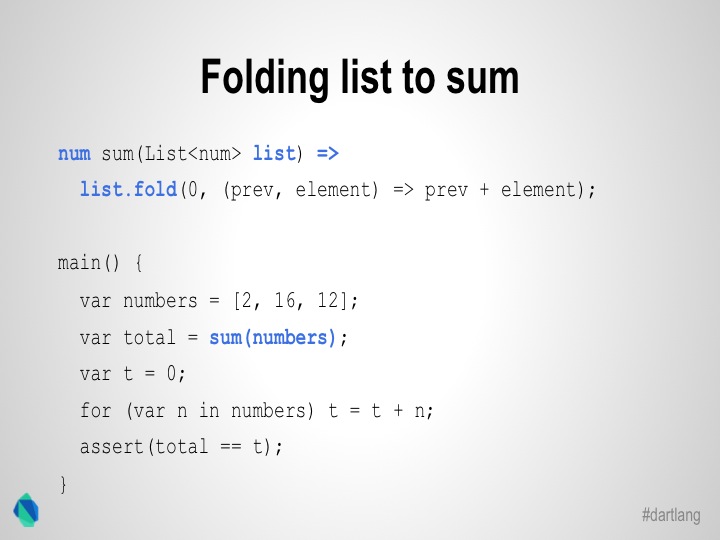 Folding list to sum
num sum(List<num> list) =>
list.fold(0, (prev, element) => prev + element);
main() {
var numbers = [2, 16, 12];
var total = sum(numbers);
var t = 0;
for (var n in numbers) t = t + n;
assert(total == t);
}
#dartlang